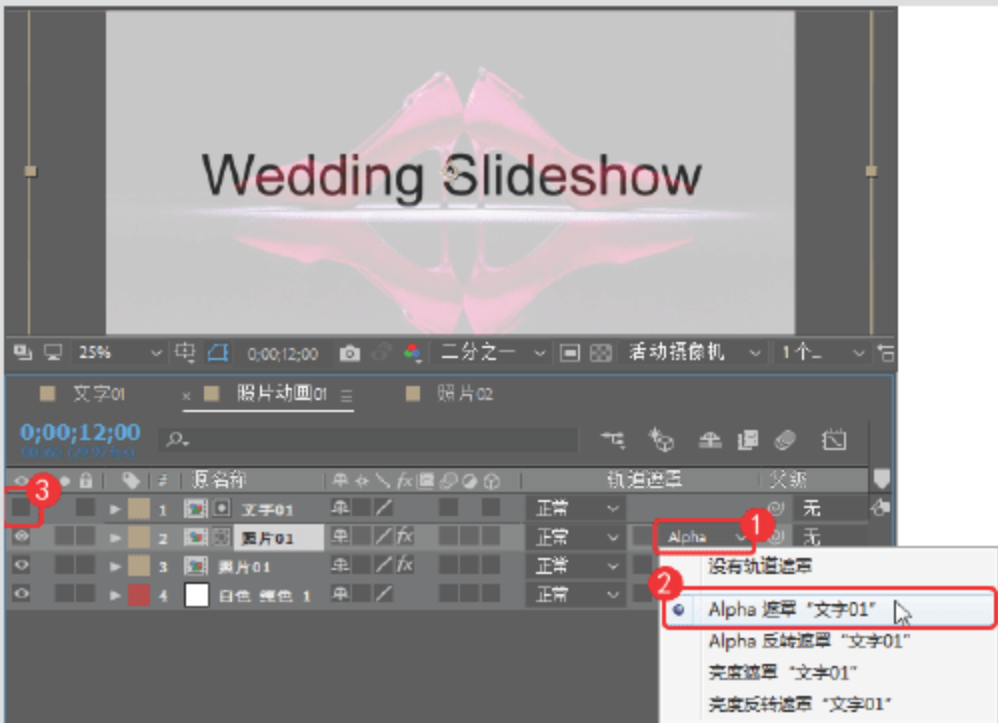 Wedding Slideshow
25% 0;00;12;00 二分之一 活动摄像机 1个_
文字01 × 照片动画01 照片02
0;00;12;00
3
# 原名称 fx 轨道遮罩 父级
1 文字01 正常 无
2 照片01 fx 正常 Alpha 1 无
3 照片01 fx 正常
没有轨道遮罩
4 白色 纯色 1 正常
2
Alpha 遮罩“文字01”
Alpha 反转遮罩“文字01”
亮度遮罩“文字01”
亮度反转遮罩“文字01”